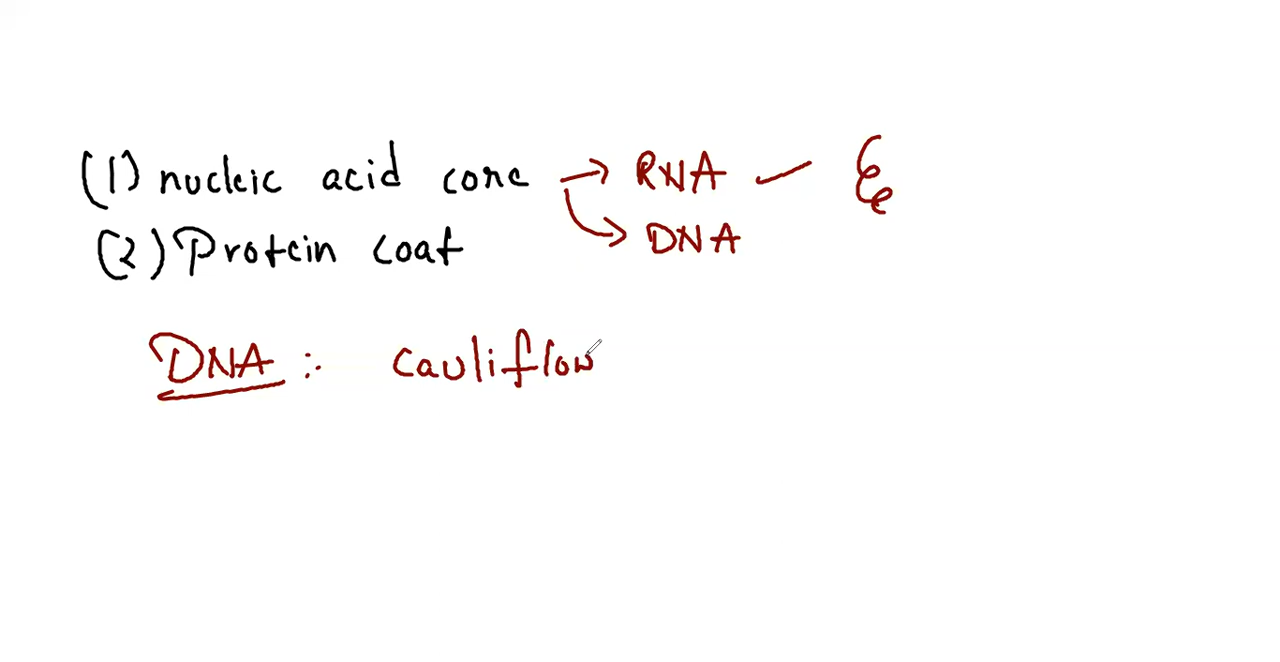 (1) nucleic acid core → RNA ✓
(2) Protein coat → DNA
DNA : cauliflow